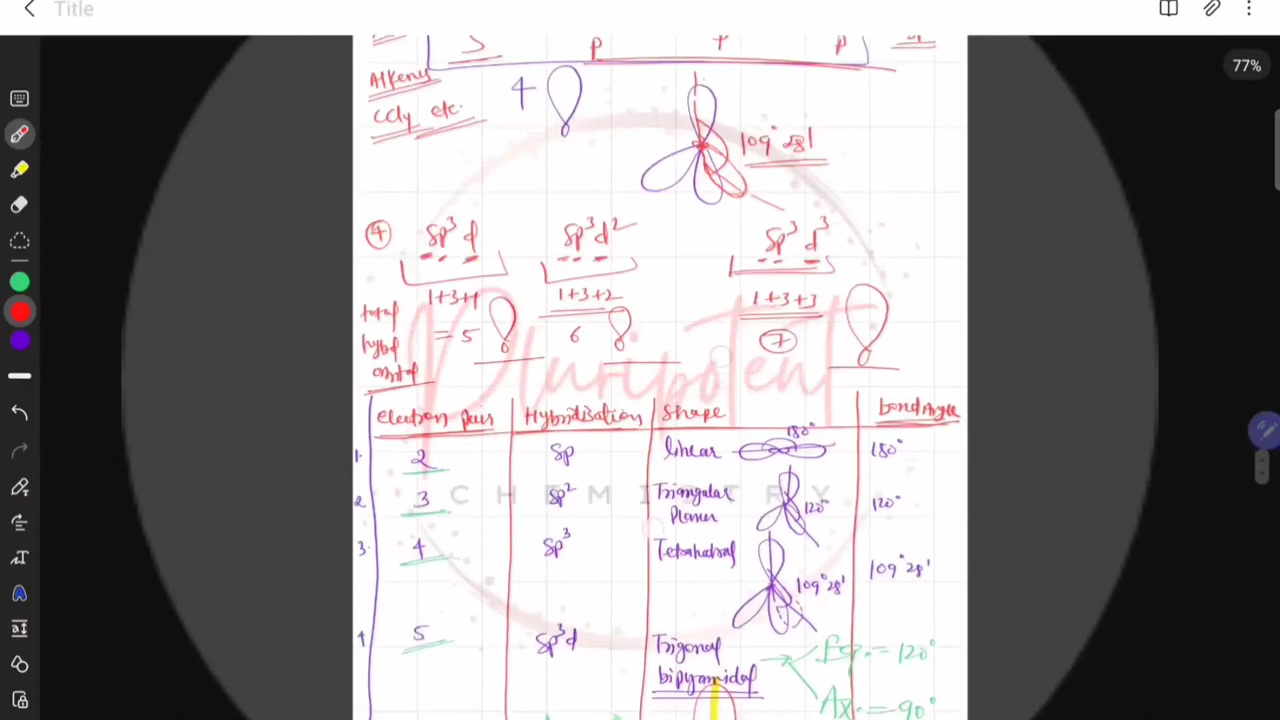 Title
77%
S p p p
Alkenes
CCl4 etc.
4
109° 28'
④ sp³d sp³d² sp³d³
1+3+1 1+3+2 1+3+3
total
hybd = 5 6 ⑦
orbital
Pluripotent
CHEMISTRY
electron pairs Hybridisation Shape Bond Angle
1. 2 Sp linear 180° 180°
2 3 Sp² Triangular
Planer 120° 120°
3. 4 Sp³ Tetrahedral 109° 28' 109° 28'
4 5 Sp³d Trigonal
bipyramidal
Eq. = 120°
Ax. = 90°